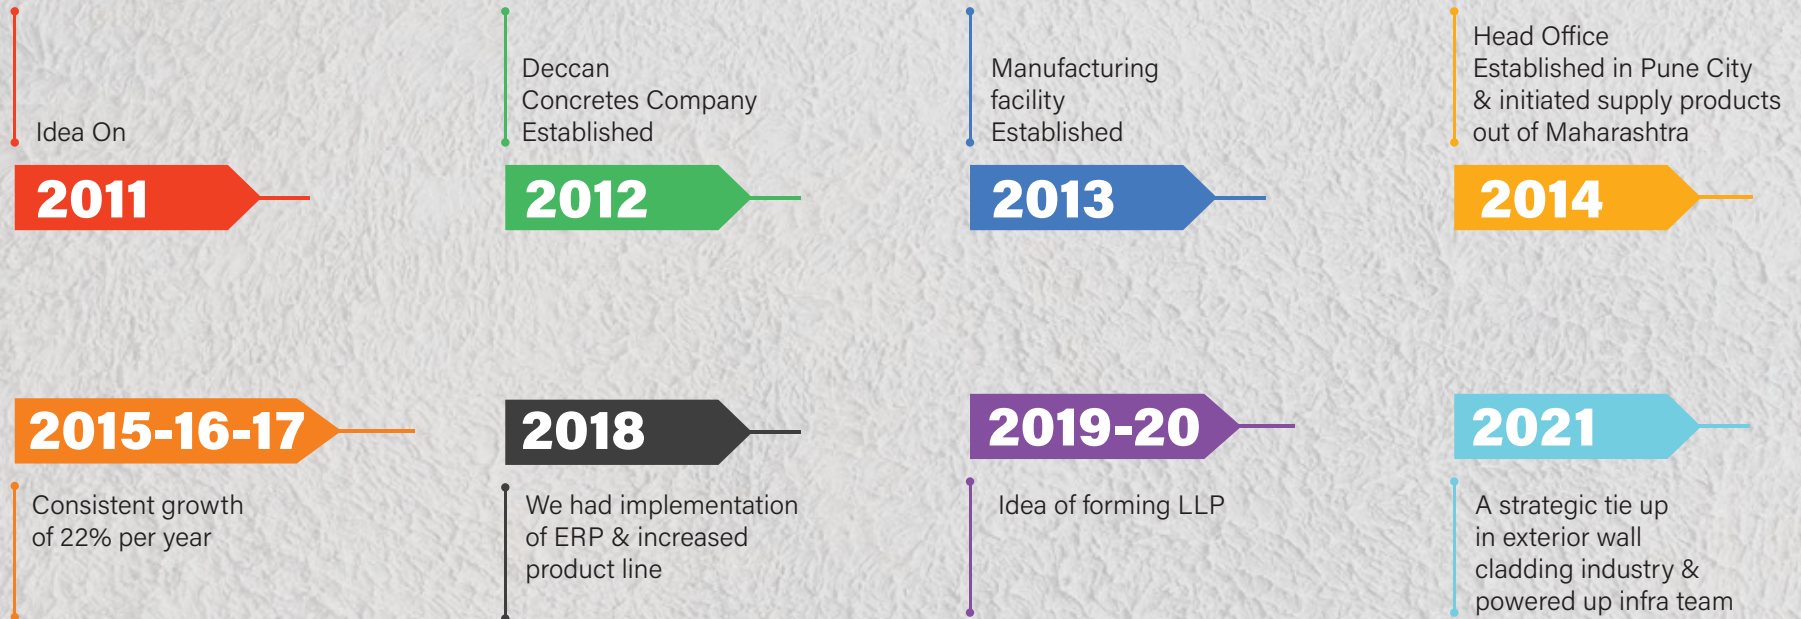 Idea On
2011
Deccan
Concretes Company
Established
2012
Manufacturing
facility
Established
2013
Head Office
Established in Pune City
& initiated supply products
out of Maharashtra
2014
2015-16-17
Consistent growth
of 22% per year
2018
We had implementation
of ERP & increased
product line
2019-20
Idea of forming LLP
2021
A strategic tie up
in exterior wall
cladding industry &
powered up infra team